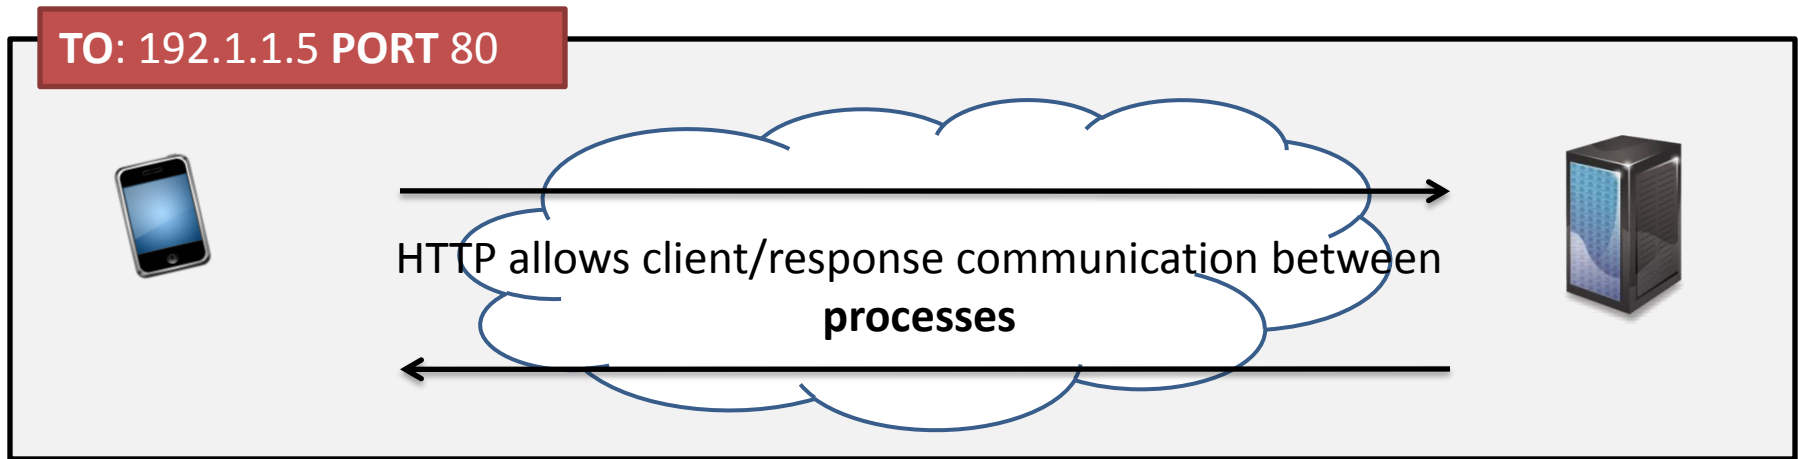 TO: 192.1.1.5 PORT 80
HTTP allows client/response communication between
processes